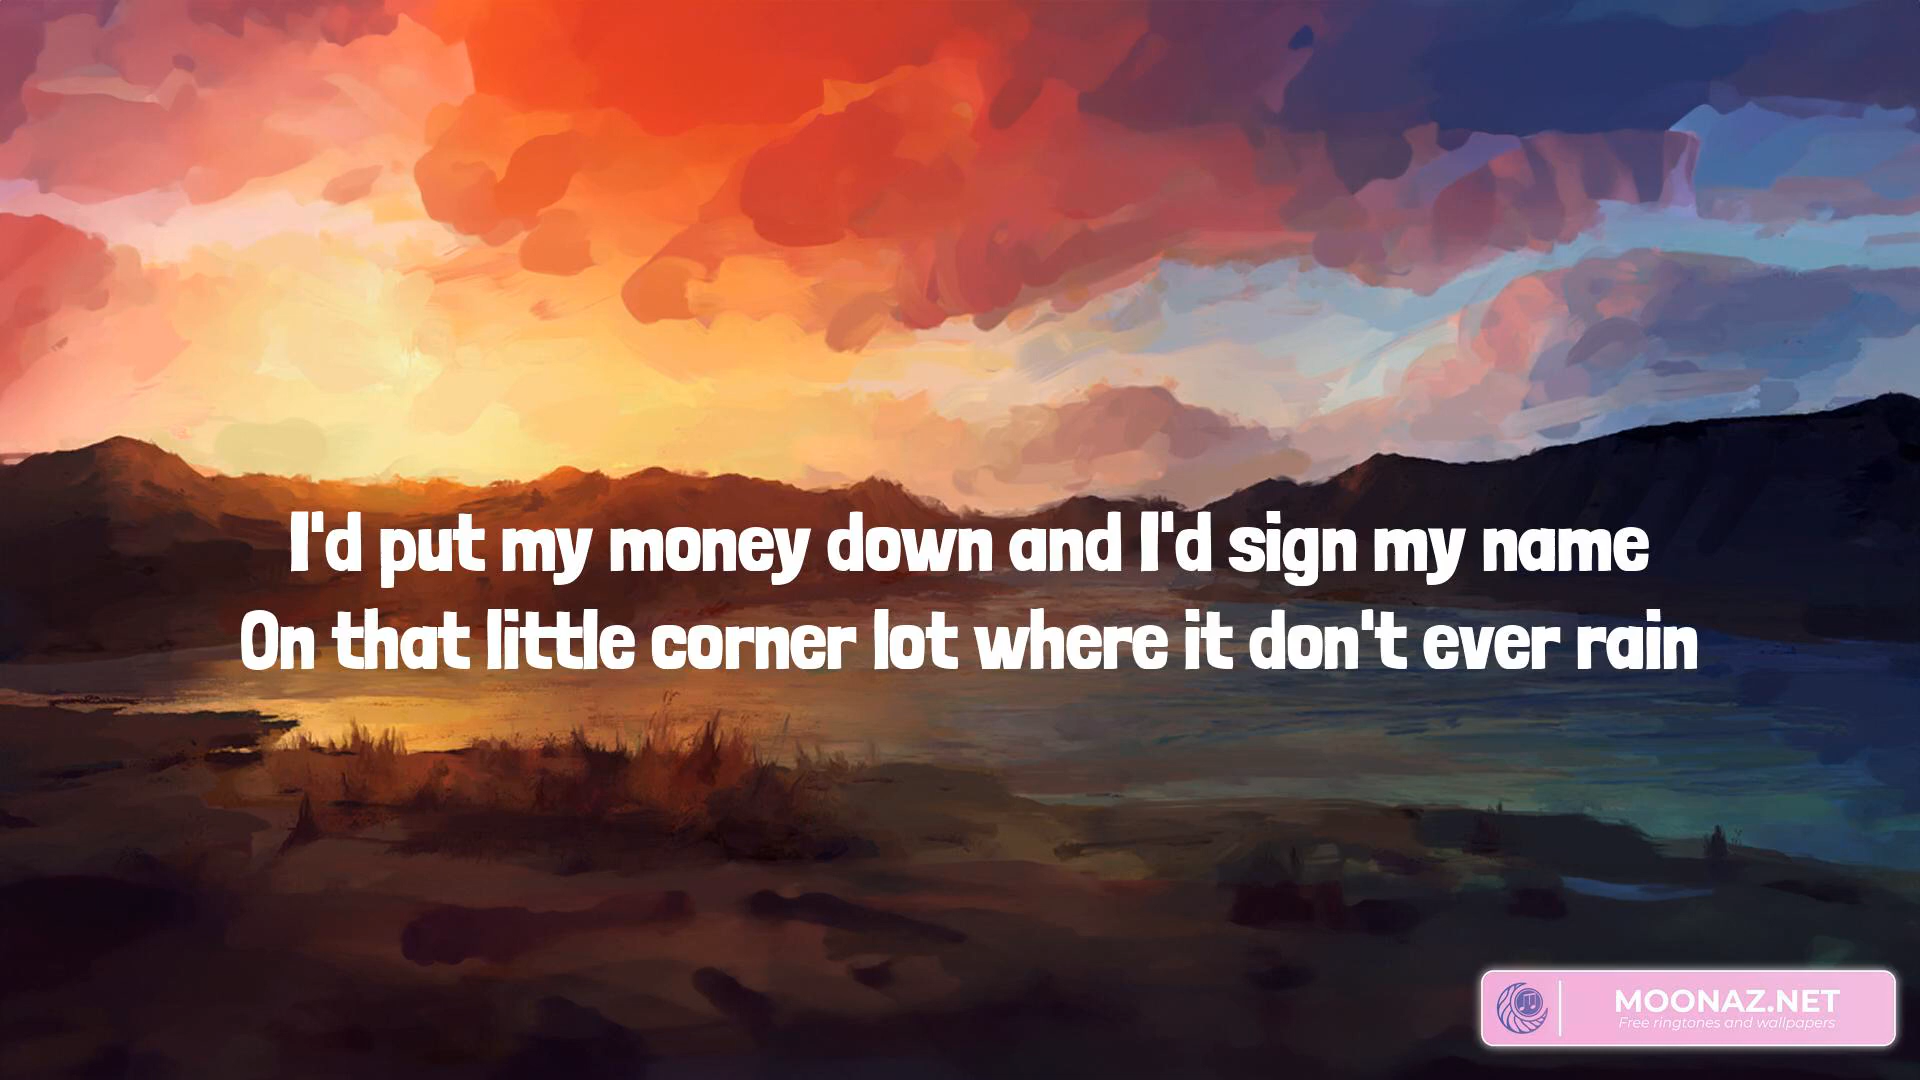 I'd put my money down and I'd sign my name
On that little corner lot where it don't ever rain
MOONAZ.NET
Free ringtones and wallpapers